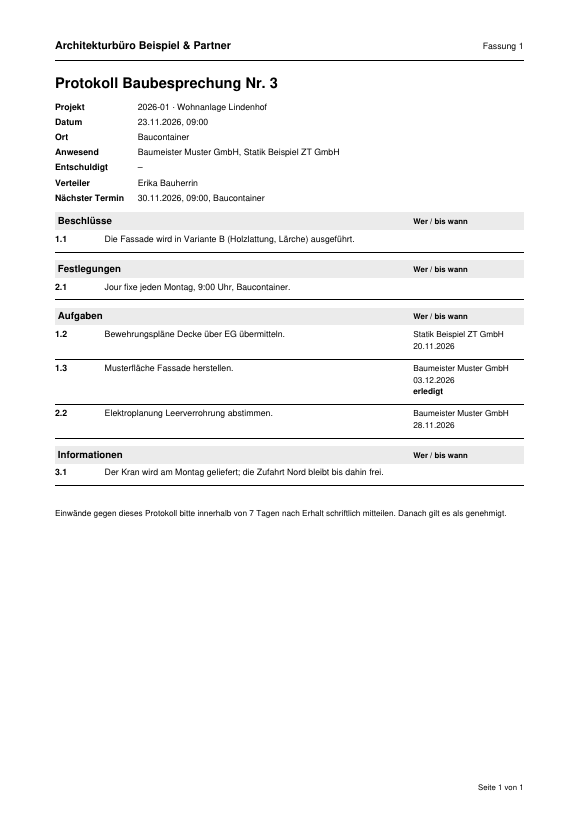 Architekturbüro Beispiel & Partner Fassung 1
Protokoll Baubesprechung Nr. 3
Projekt 2026-01 · Wohnanlage Lindenhof
Datum 23.11.2026, 09:00
Ort Baucontainer
Anwesend Baumeister Muster GmbH, Statik Beispiel ZT GmbH
Entschuldigt –
Verteiler Erika Bauherrin
Nächster Termin 30.11.2026, 09:00, Baucontainer
Beschlüsse Wer / bis wann
1.1 Die Fassade wird in Variante B (Holzlattung, Lärche) ausgeführt.
Festlegungen Wer / bis wann
2.1 Jour fixe jeden Montag, 9:00 Uhr, Baucontainer.
Aufgaben Wer / bis wann
1.2 Bewehrungspläne Decke über EG übermitteln. Statik Beispiel ZT GmbH
20.11.2026
1.3 Musterfläche Fassade herstellen. Baumeister Muster GmbH
03.12.2026
erledigt
2.2 Elektroplanung Leerverrohrung abstimmen. Baumeister Muster GmbH
28.11.2026
Informationen Wer / bis wann
3.1 Der Kran wird am Montag geliefert; die Zufahrt Nord bleibt bis dahin frei.
Einwände gegen dieses Protokoll bitte innerhalb von 7 Tagen nach Erhalt schriftlich mitteilen. Danach gilt es als genehmigt.
Seite 1 von 1